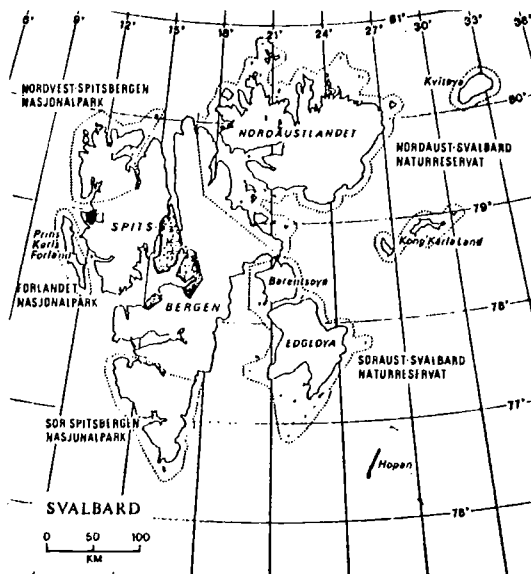 6° 9° 12° 15° 18° 21° 24° 27° 81° 30° 33° 36°
NORDVEST-SPITSBERGEN
NASJONALPARK
Kvitøya
80°
NORDAUSTLANDET
NORDAUST-SVALBARD
NATURRESERVAT
79°
Prins
Karls
Forland
SPITS
Kong Karls Land
FORLANDET
NASJONALPARK
Barentsøya
BERGEN
78°
EDGEØYA
SØRAUST-SVALBARD
NATURRESERVAT
77°
SØR SPITSBERGEN
NASJONALPARK
Hopen
SVALBARD
76°
0 50 100
KM